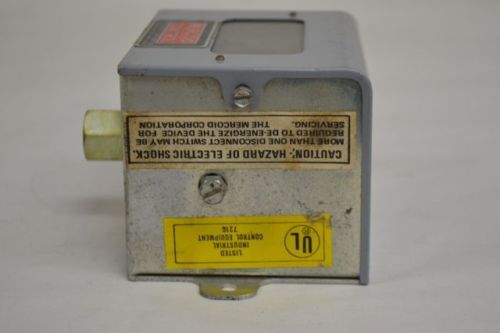 CAUTION: HAZARD OF ELECTRIC SHOCK.
MORE THAN ONE DISCONNECT SWITCH MAY BE
REQUIRED TO DE-ENERGIZE THE DEVICE FOR
SERVICING. THE MERCOID CORPORATION
UL
®
LISTED
INDUSTRIAL
CONTROL EQUIPMENT
721G